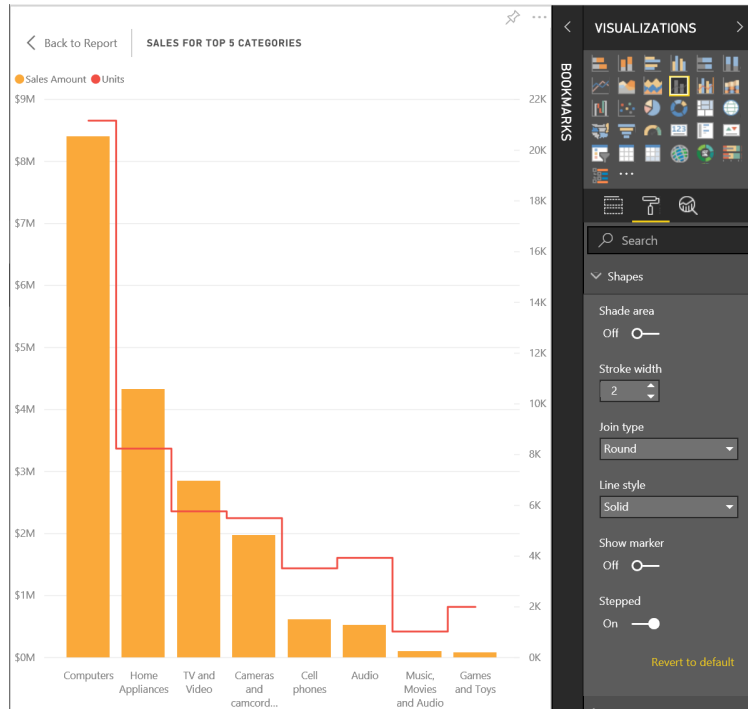 Back to Report
SALES FOR TOP 5 CATEGORIES
Sales Amount Units
$9M
$8M
$7M
$6M
$5M
$4M
$3M
$2M
$1M
$0M
22K
20K
18K
16K
14K
12K
10K
8K
6K
4K
2K
0K
Computers
Home
Appliances
TV and
Video
Cameras
and
camcord...
Cell
phones
Audio
Music,
Movies
and Audio
Games
and Toys
BOOKMARKS
VISUALIZATIONS
123
Search
Shapes
Shade area
Off
Stroke width
2
Join type
Round
Line style
Solid
Show marker
Off
Stepped
On
Revert to default